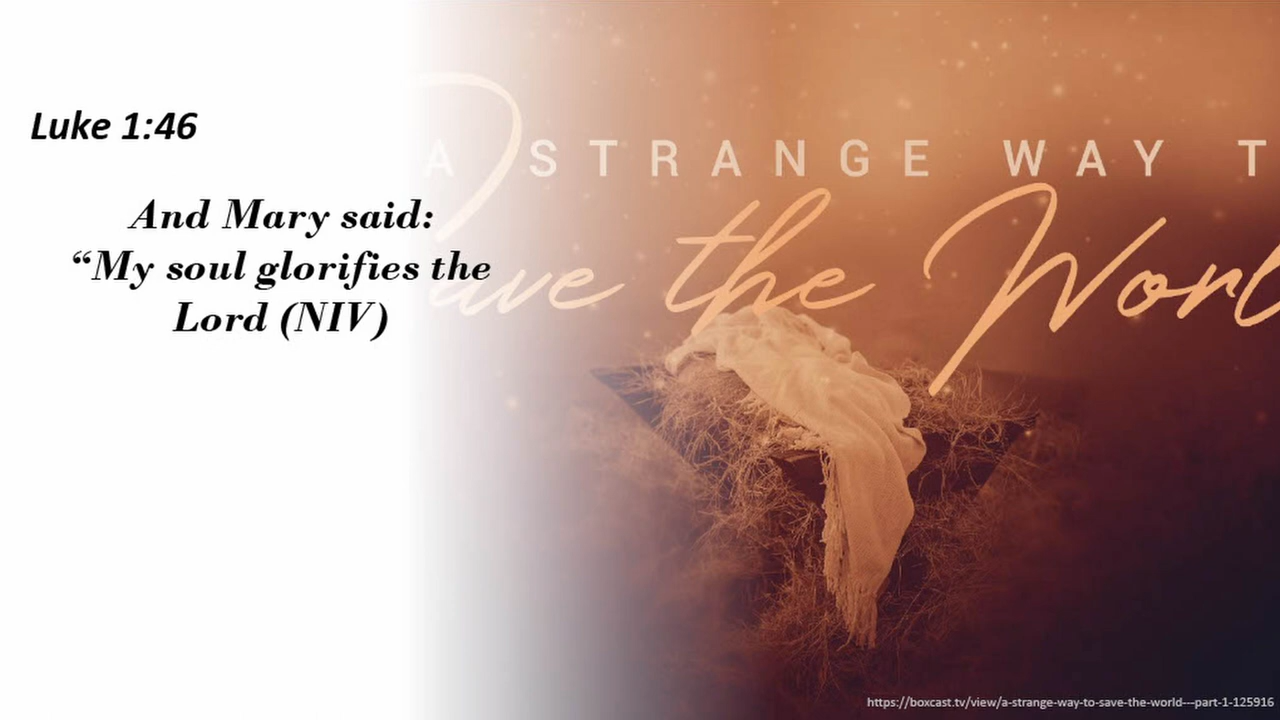 Luke 1:46
And Mary said:
“My soul glorifies the
Lord (NIV)
A STRANGE WAY T
ave the Worl
https://boxcast.tv/view/a-strange-way-to-save-the-world---part-1-125916